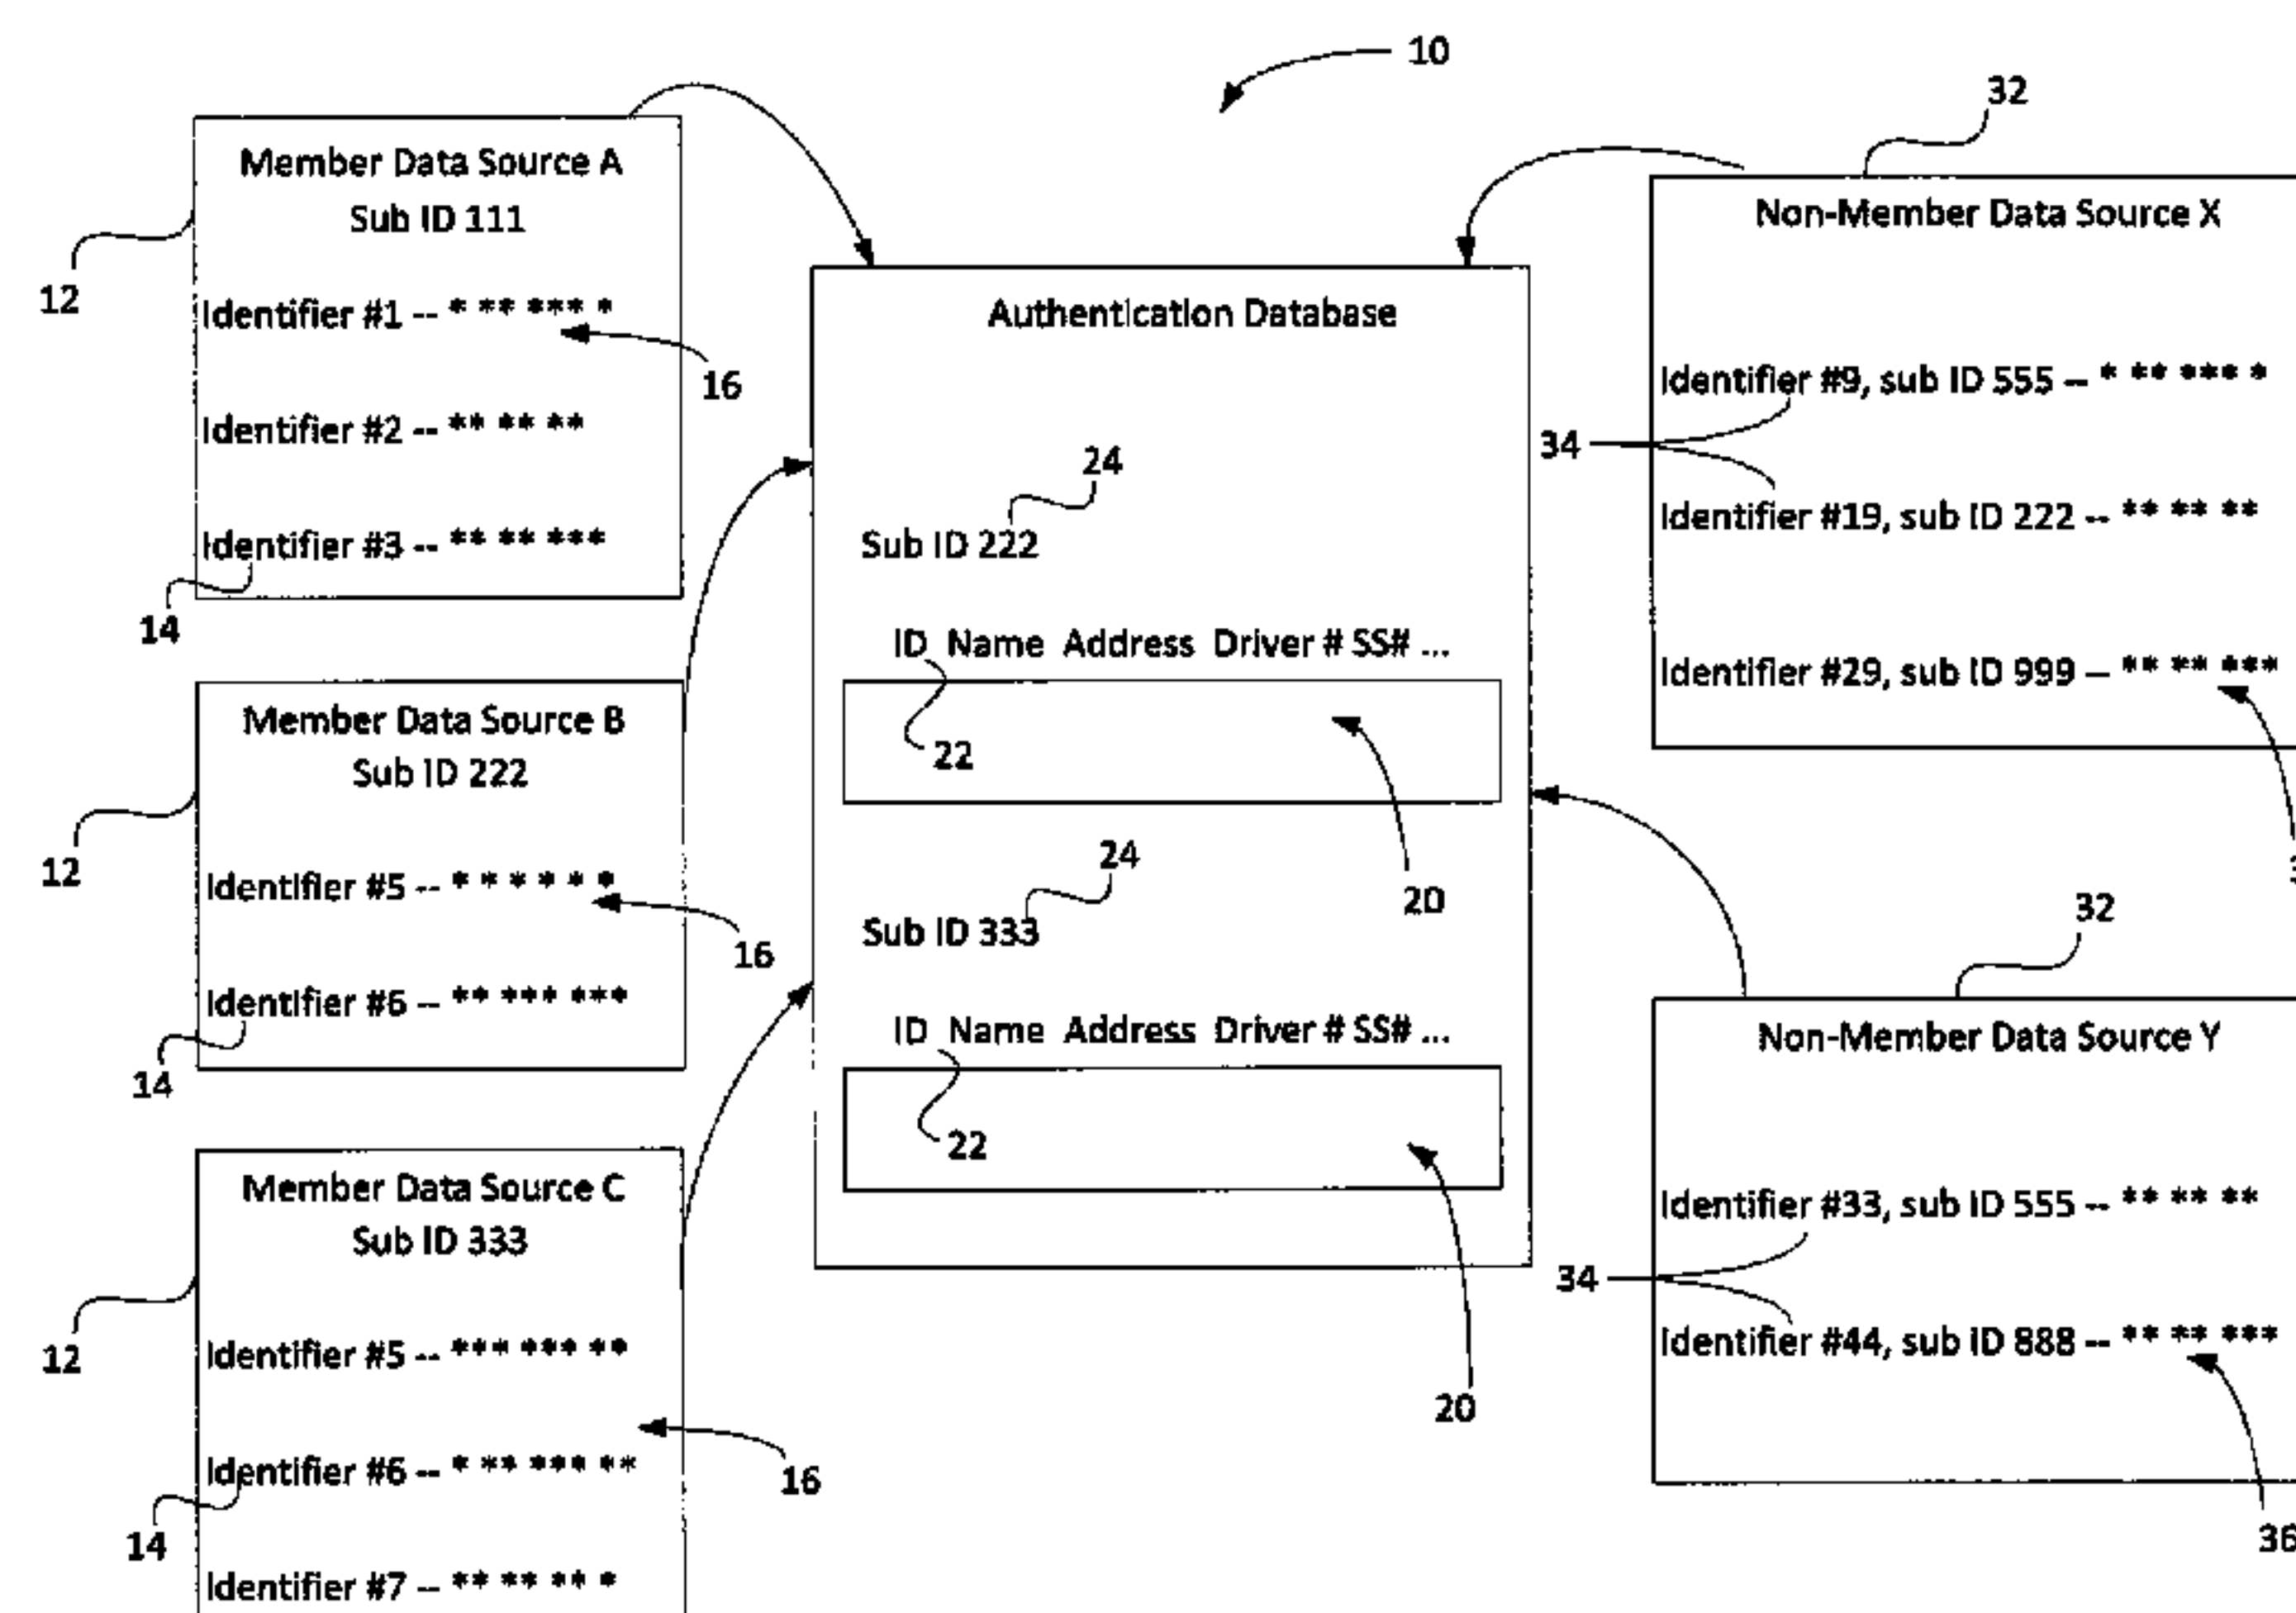 10
32
Member Data Source A
Sub ID 111
12
Identifier #1 -- * ** *** *
16
Identifier #2 -- ** ** **
Identifier #3 -- ** ** ***
14
Member Data Source B
Sub ID 222
12
Identifier #5 -- * * * * * *
16
Identifier #6 -- ** *** ***
14
Member Data Source C
Sub ID 333
12
Identifier #5 -- *** *** **
Identifier #6 -- * ** *** **
16
14
Identifier #7 -- ** ** ** *
Authentication Database
24
Sub ID 222
ID Name Address Driver # SS# ...
22
20
24
Sub ID 333
ID Name Address Driver # SS# ...
22
20
Non-Member Data Source X
Identifier #9, sub ID 555 -- * ** *** *
34
Identifier #19, sub ID 222 -- ** ** **
Identifier #29, sub ID 999 -- ** ** ***
32
Non-Member Data Source Y
Identifier #33, sub ID 555 -- ** ** **
34
Identifier #44, sub ID 888 -- ** ** ***
36